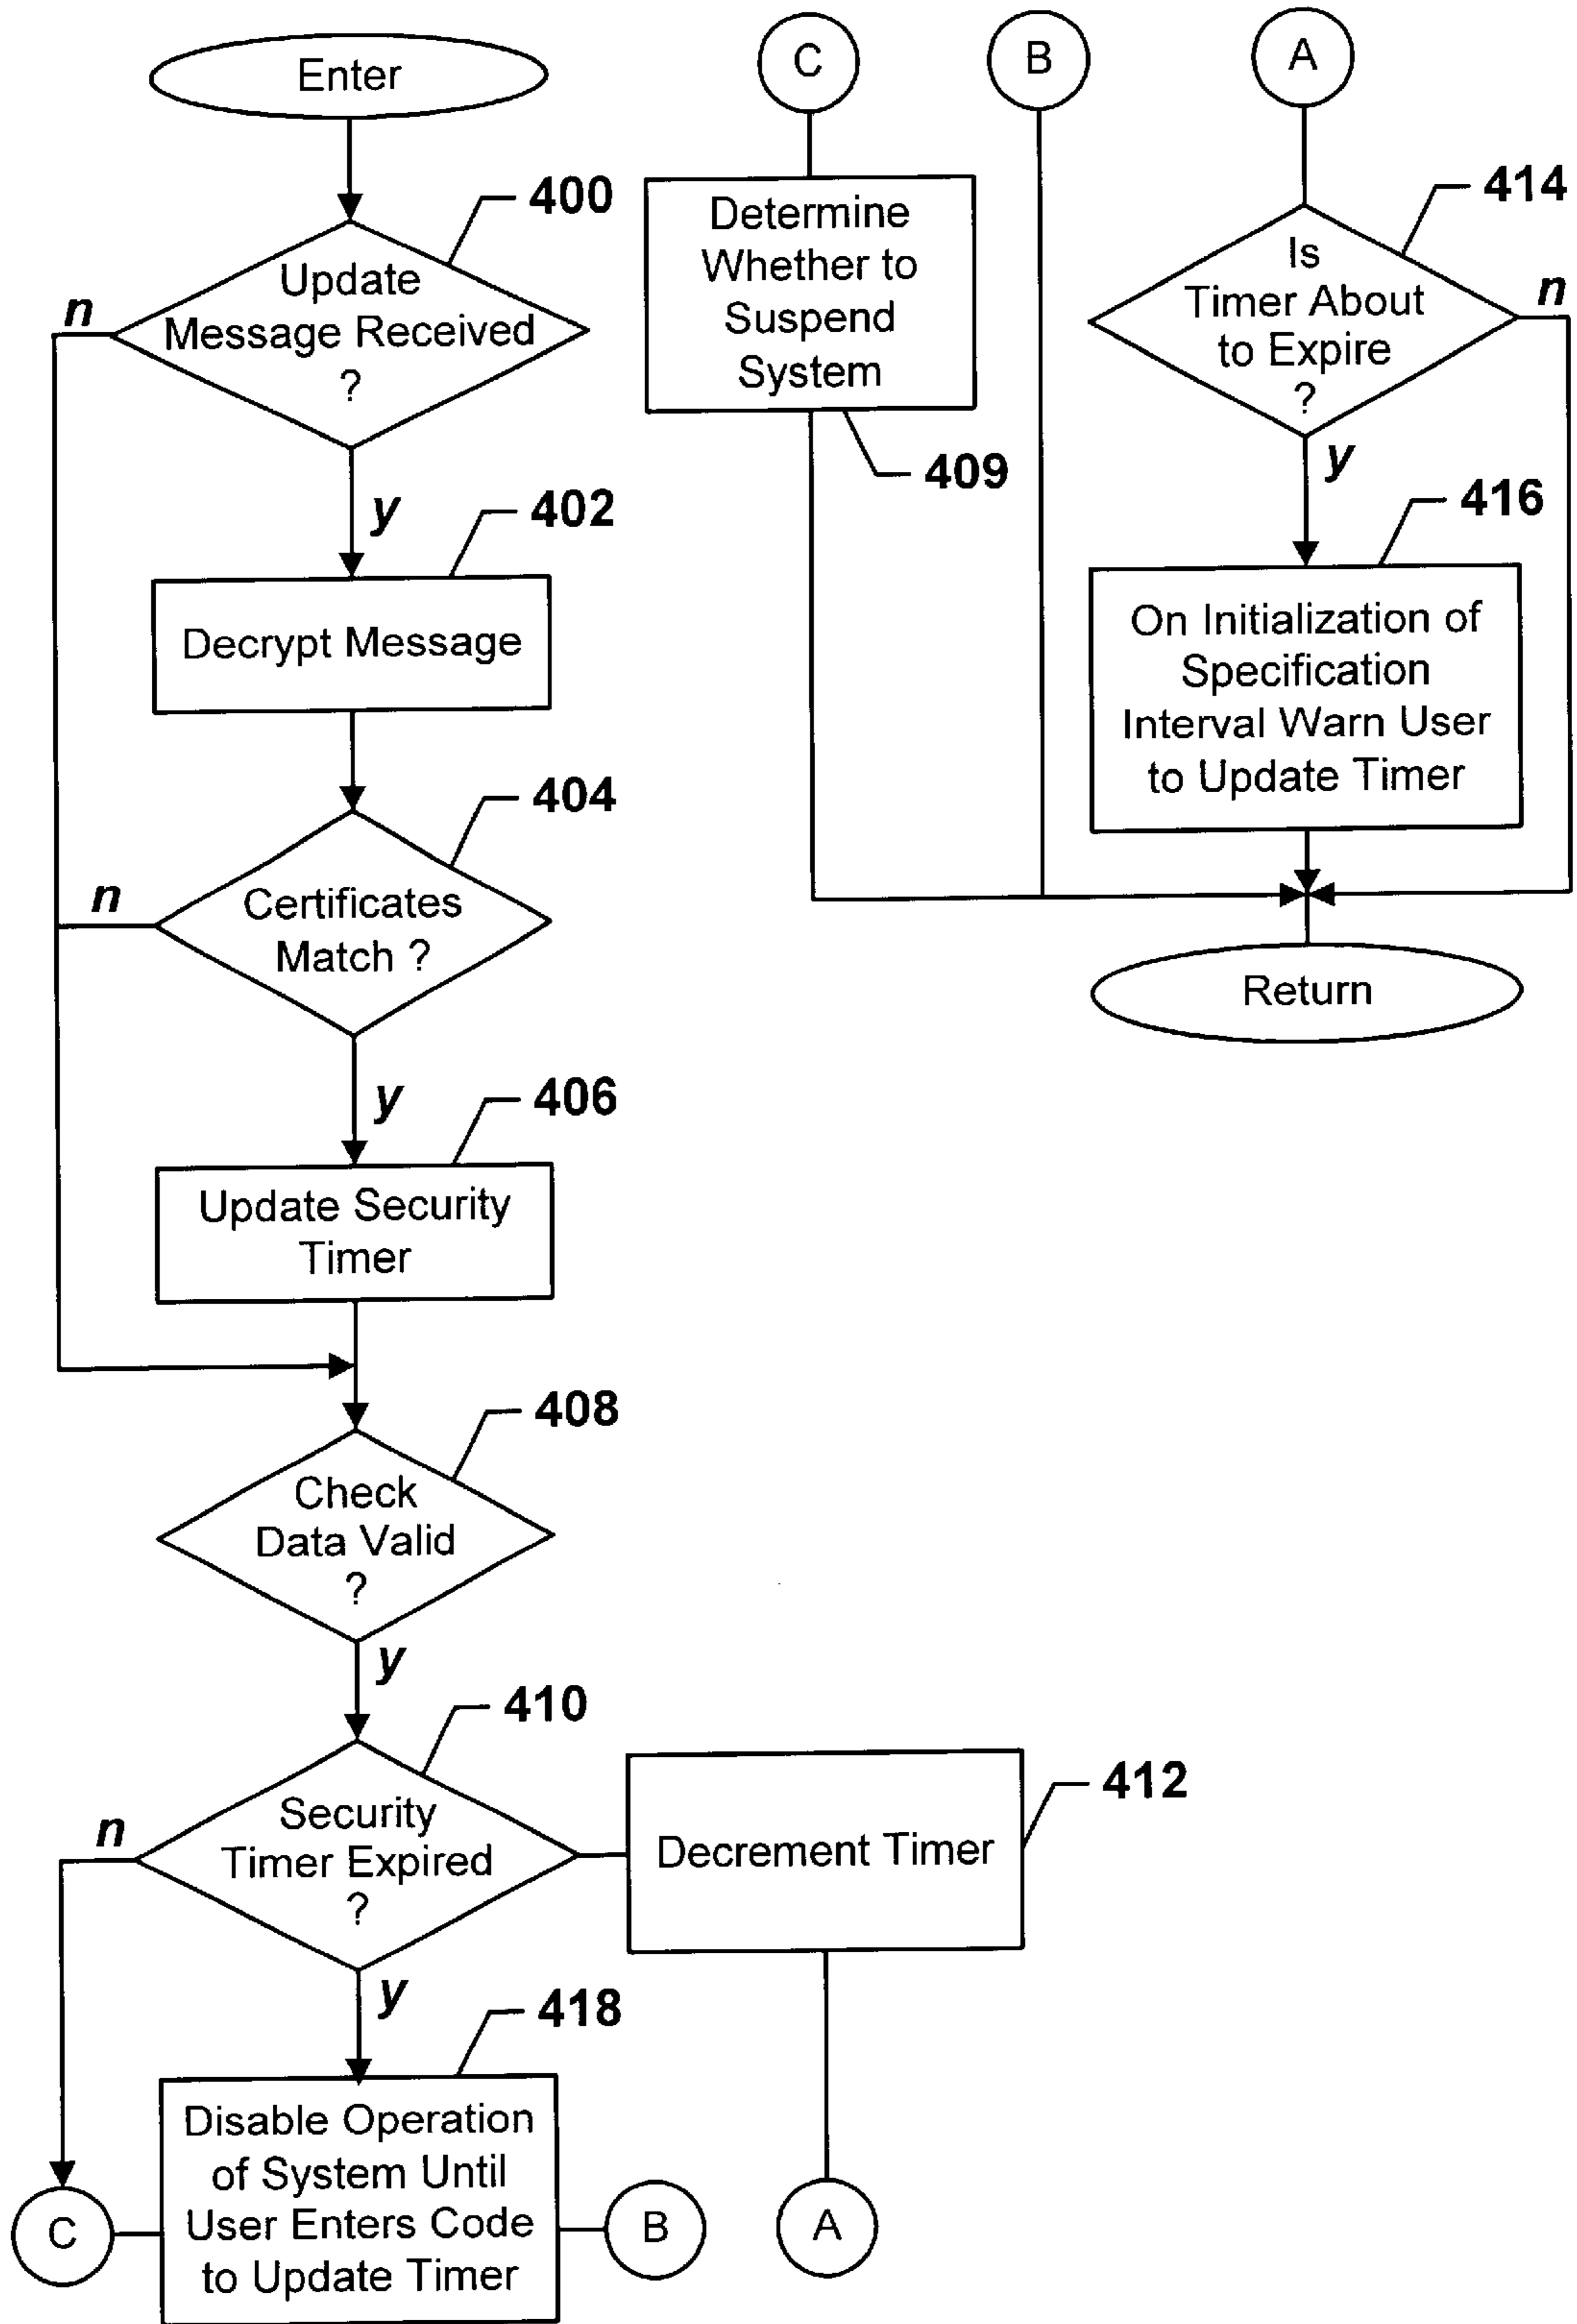 Enter
400
Update
Message Received
?
n
y
402
Decrypt Message
404
Certificates
Match ?
n
y
406
Update Security
Timer
408
Check
Data Valid
?
y
410
Security
Timer Expired
?
n
y
412
Decrement Timer
418
Disable Operation
of System Until
User Enters Code
to Update Timer
C
B
A
C
Determine
Whether to
Suspend
System
409
B
A
414
Is
Timer About
to Expire
?
n
y
416
On Initialization of
Specification
Interval Warn User
to Update Timer
Return